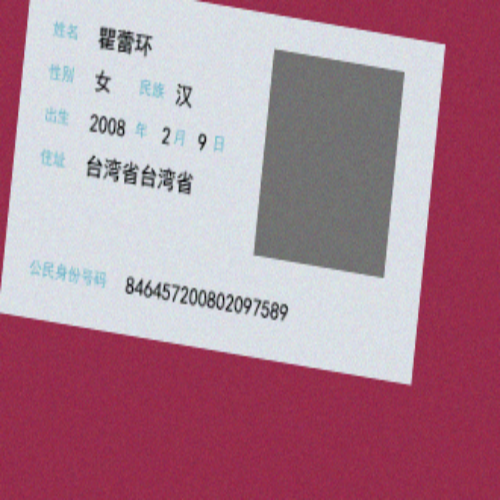 姓名 瞿蕾环
性别 女 民族 汉
出生 2008 年 2 月 9 日
住址 台湾省台湾省
公民身份号码 846457200802097589